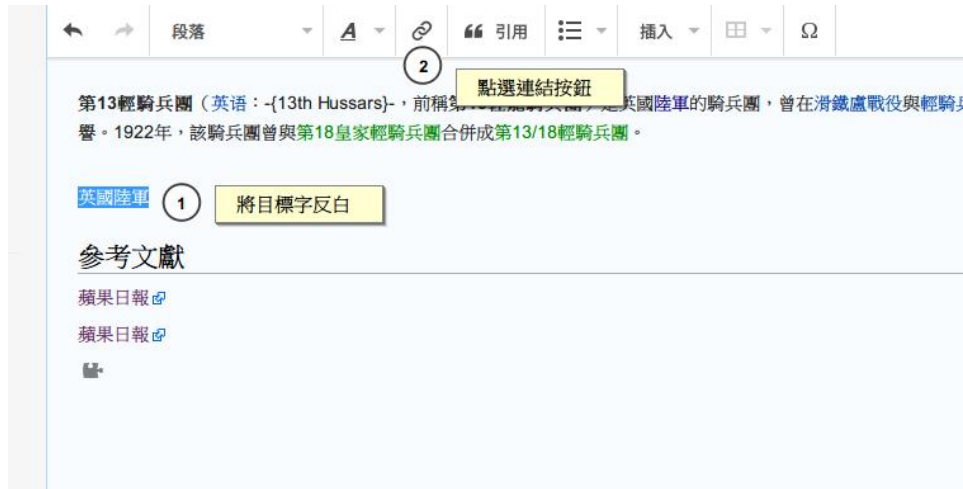 段落 A 引用 插入 Ω
2
點選連結按鈕
第13輕騎兵團（英语：-{13th Hussars}-，前稱第 英國陸軍的騎兵團，曾在滑鐵盧戰役與輕騎兵
譽。1922年，該騎兵團曾與第18皇家輕騎兵團合併成第13/18輕騎兵團。
英國陸軍 1 將目標字反白
參考文獻
蘋果日報
蘋果日報